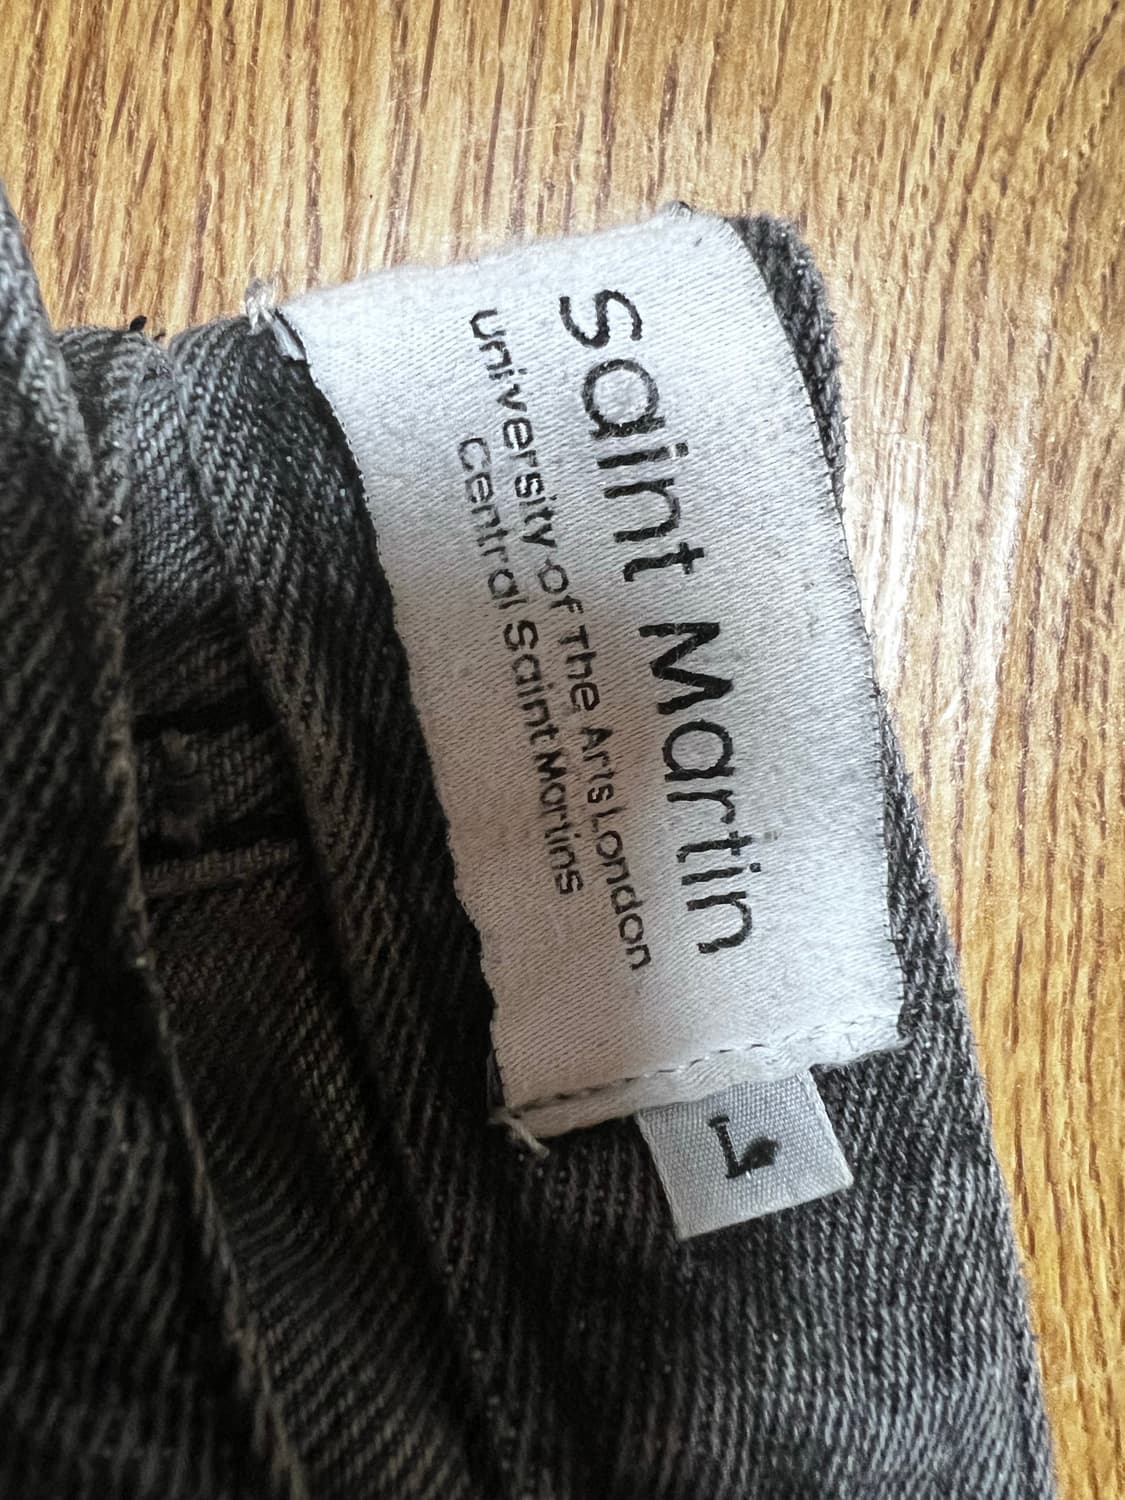 Saint Martin
university of The Arts London
Central Saint Martins